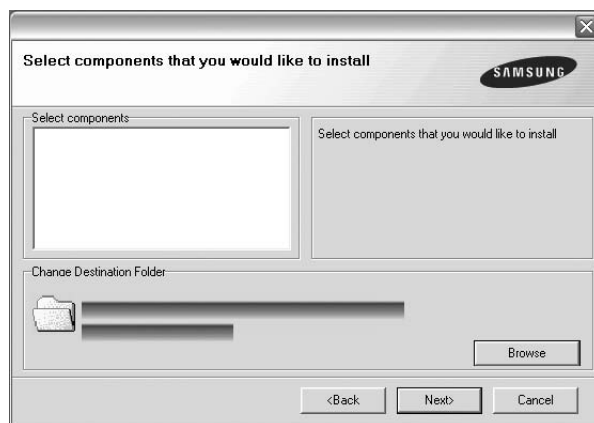 Select components that you would like to install
SAMSUNG
Select components
Select components that you would like to install
Change Destination Folder
Browse
<Back
Next>
Cancel